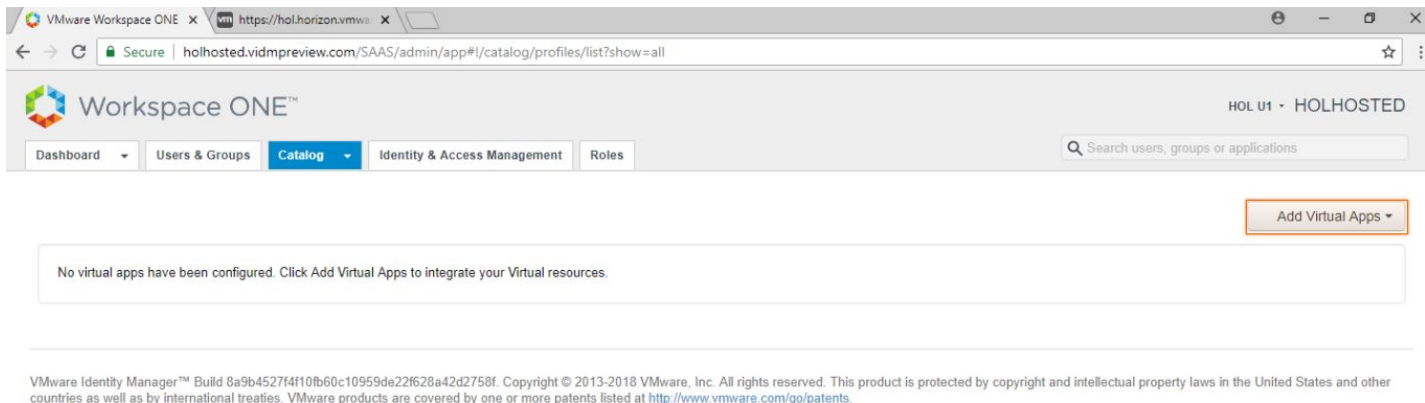 VMware Workspace ONE
https://hol.horizon.vmwa
Secure | holhosted.vidmpreview.com/SAAS/admin/app#!/catalog/profiles/list?show=all
Workspace ONE™
HOL U1 - HOLHOSTED
Dashboard Users & Groups Catalog Identity & Access Management Roles
Search users, groups or applications
Add Virtual Apps
No virtual apps have been configured. Click Add Virtual Apps to integrate your Virtual resources.
VMware Identity Manager™ Build 8a9b4527f4f10fb60c10959de22f628a42d2758f. Copyright © 2013-2018 VMware, Inc. All rights reserved. This product is protected by copyright and intellectual property laws in the United States and other
countries as well as by international treaties. VMware products are covered by one or more patents listed at http://www.vmware.com/go/patents.